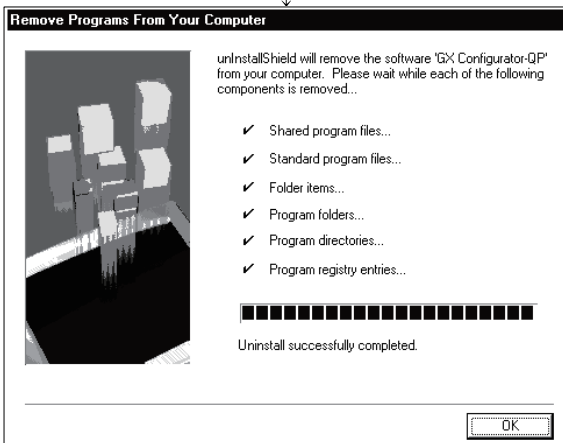 Remove Programs From Your Computer
unInstallShield will remove the software 'GX Configurator-QP'
from your computer.  Please wait while each of the following
components is removed...
✔ Shared program files...
✔ Standard program files...
✔ Folder items...
✔ Program folders...
✔ Program directories...
✔ Program registry entries...
Uninstall successfully completed.
OK